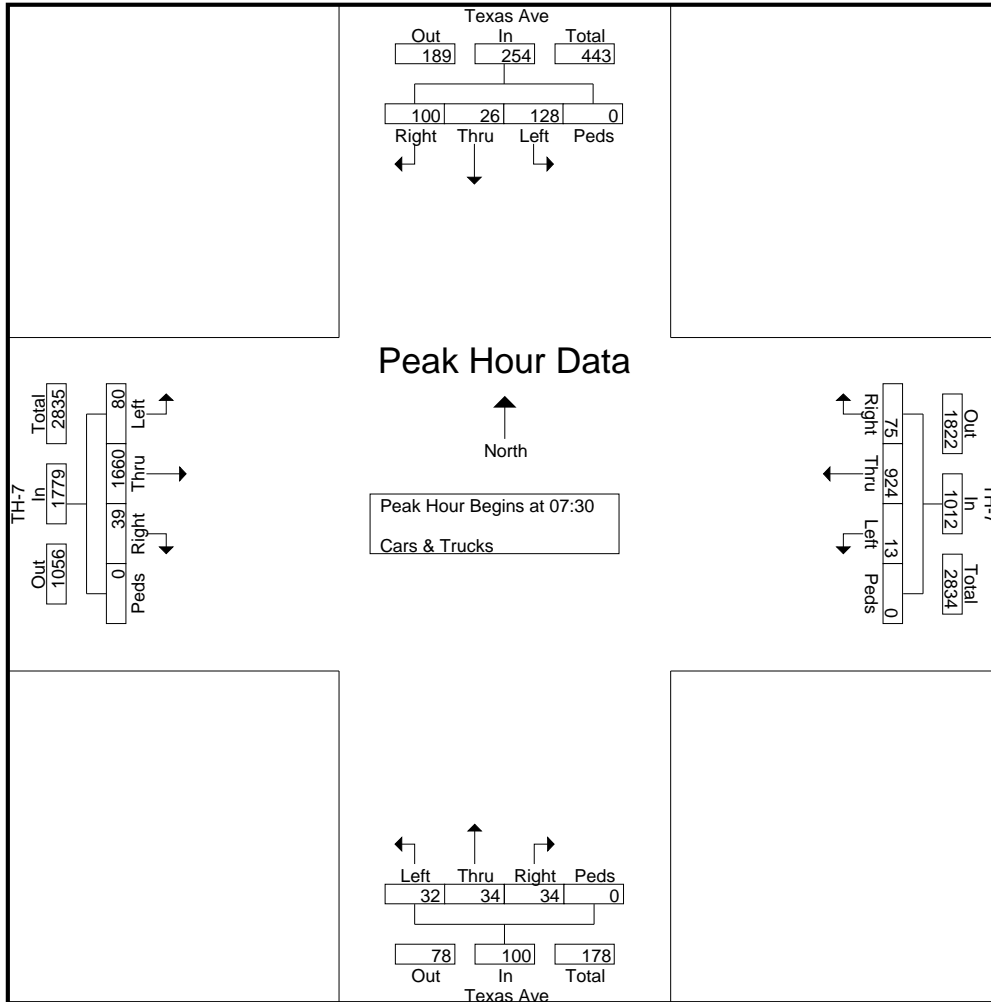 Texas Ave
Out In Total
189 254 443
100 26 128 0
Right Thru Left Peds
Peak Hour Data
North
Peak Hour Begins at 07:30
Cars & Trucks
TH-7
Total In Out
2835 1779 1056
80 1660 39 0
Left Thru Right Peds
Right Thru Left Peds
75 924 13 0
Out In Total
1822 1012 2834
TH-7
Left Thru Right Peds
32 34 34 0
78 100 178
Out In Total
Texas Ave